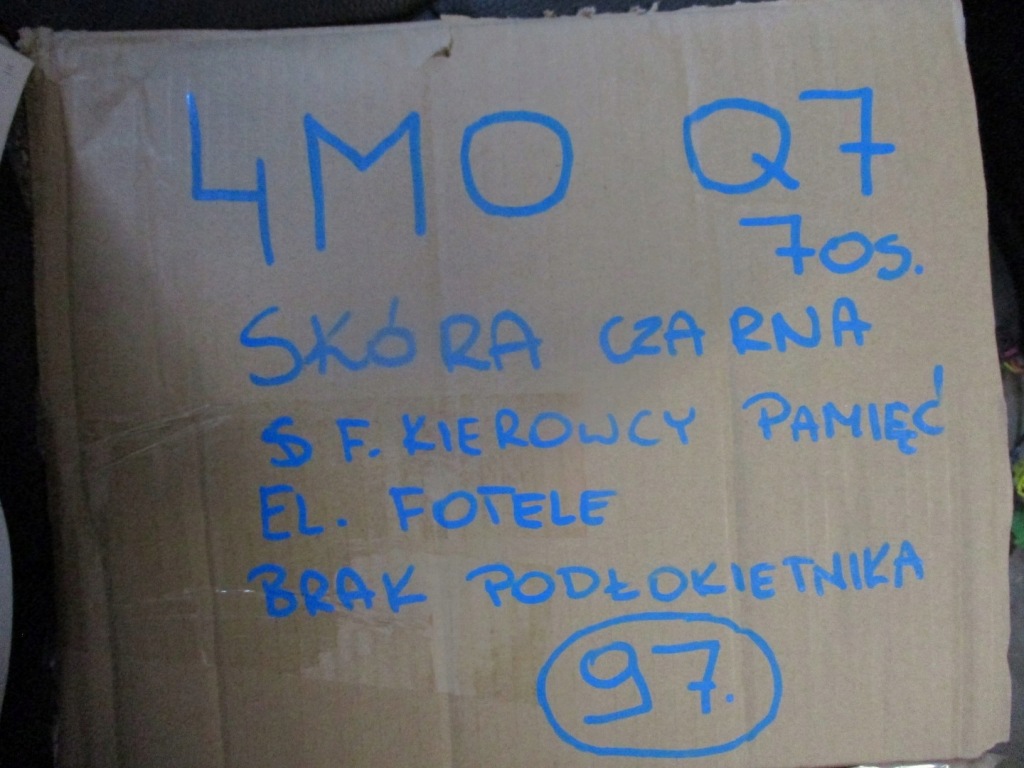 4MO Q7
7os.
SKÓRA CZARNA
F. KIEROWCY PAMIĘĆ
EL. FOTELE
BRAK PODŁOKIETNIKA
97.